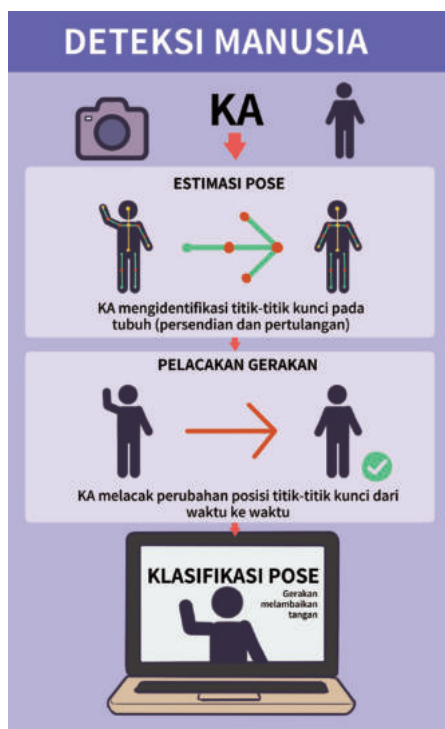 DETEKSI MANUSIA
KA
ESTIMASI POSE
KA mengidentifikasi titik-titik kunci pada
tubuh (persendian dan pertulangan)
PELACAKAN GERAKAN
KA melacak perubahan posisi titik-titik kunci dari
waktu ke waktu
KLASIFIKASI POSE
Gerakan
melambaikan
tangan